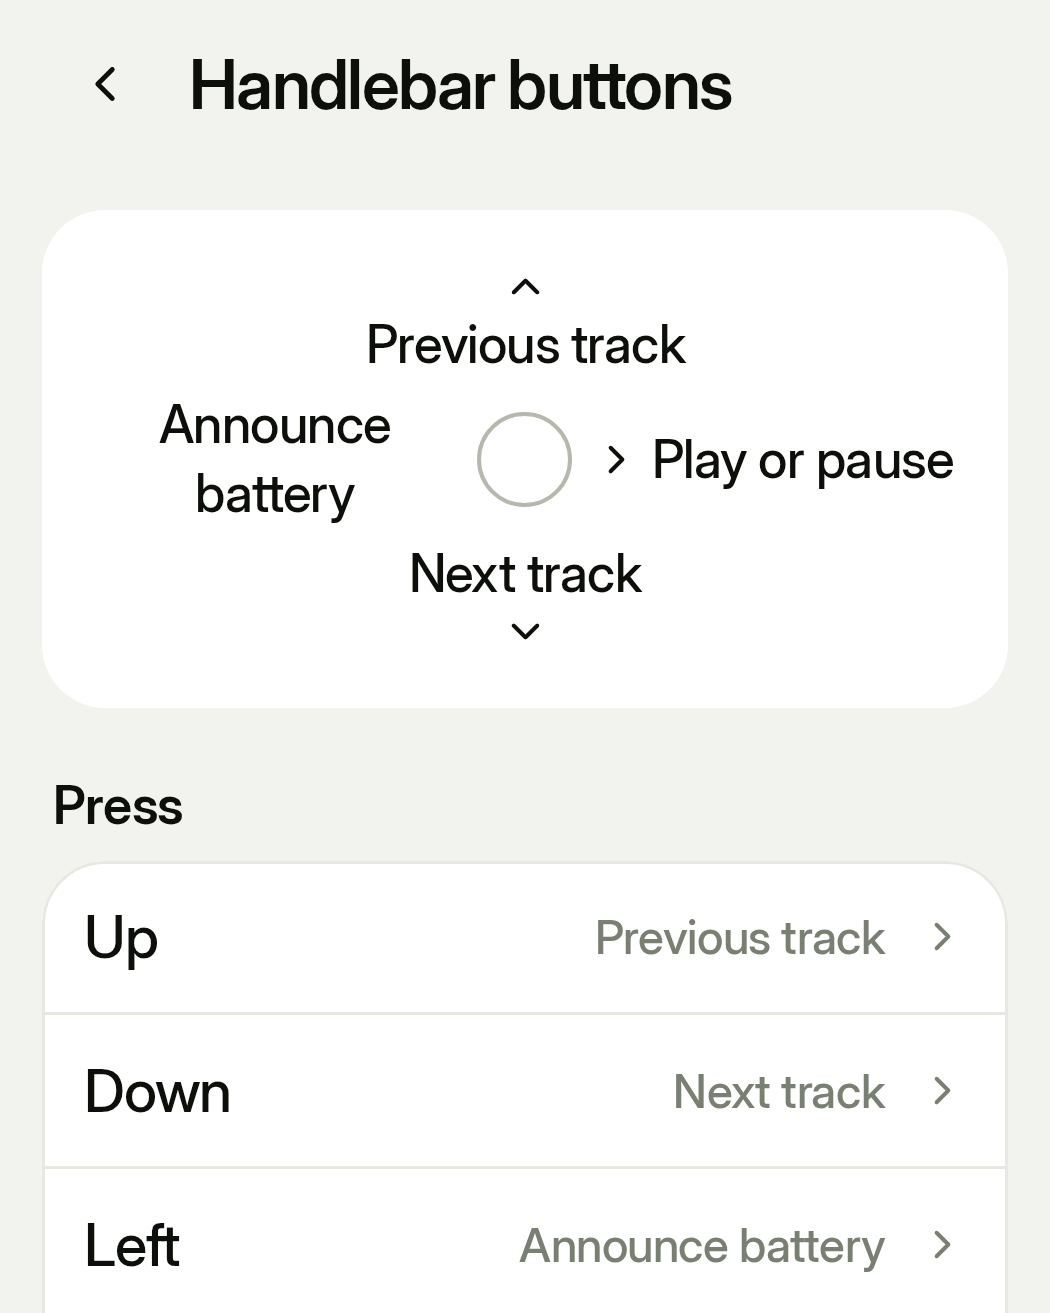 Handlebar buttons
Previous track
Announce
battery
Play or pause
Next track
Press
Up
Previous track
Down
Next track
Left
Announce battery